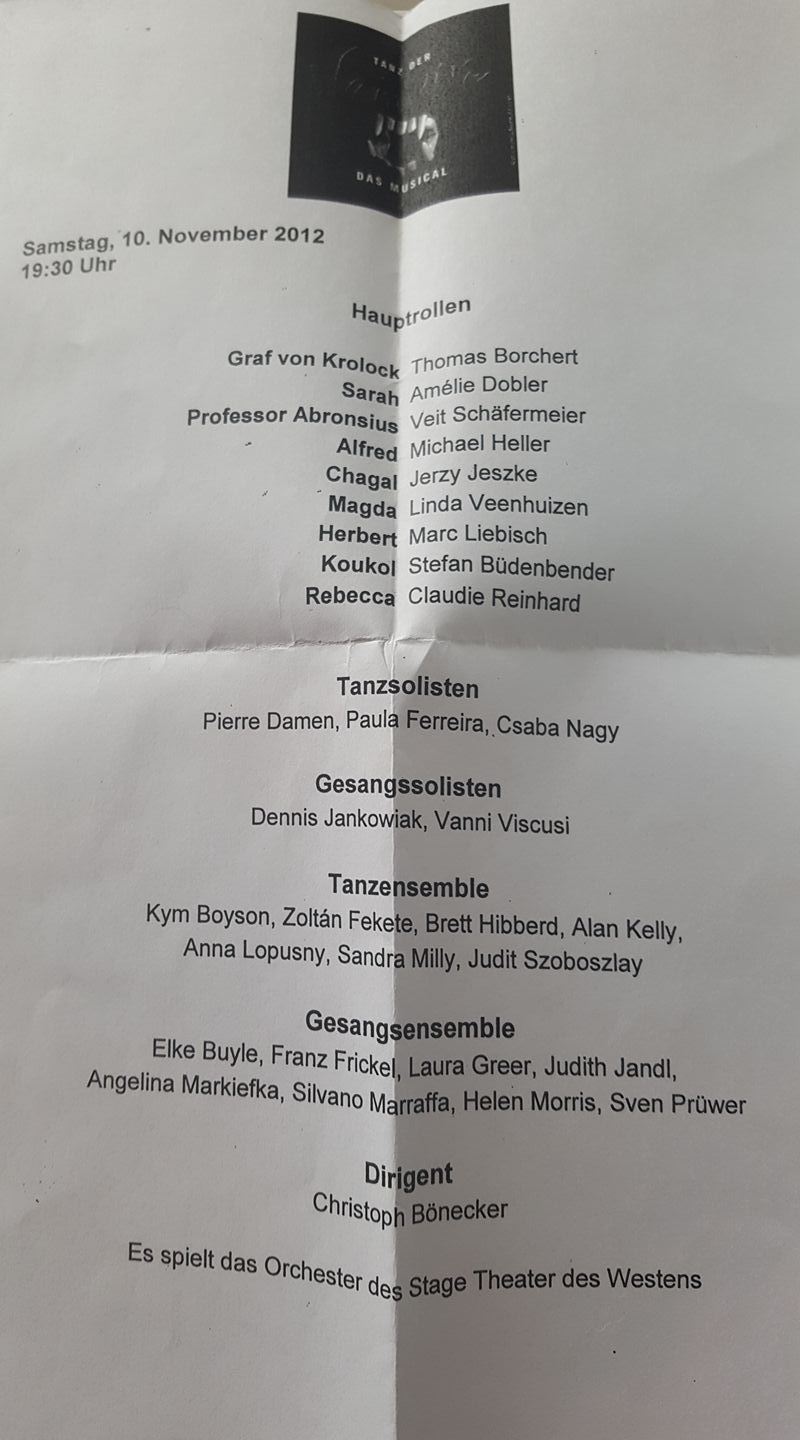 TANZ DER
DAS MUSICAL
Samstag, 10. November 2012
19:30 Uhr
Hauptrollen
Graf von Krolock Thomas Borchert
Sarah Amélie Dobler
Professor Abronsius Veit Schäfermeier
Alfred Michael Heller
Chagal Jerzy Jeszke
Magda Linda Veenhuizen
Herbert Marc Liebisch
Koukol Stefan Büdenbender
Rebecca Claudie Reinhard
Tanzsolisten
Pierre Damen, Paula Ferreira, Csaba Nagy
Gesangssolisten
Dennis Jankowiak, Vanni Viscusi
Tanzensemble
Kym Boyson, Zoltán Fekete, Brett Hibberd, Alan Kelly,
Anna Lopusny, Sandra Milly, Judit Szoboszlay
Gesangsensemble
Elke Buyle, Franz Frickel, Laura Greer, Judith Jandl,
Angelina Markiefka, Silvano Marraffa, Helen Morris, Sven Prüwer
Dirigent
Christoph Bönecker
Es spielt das Orchester des Stage Theater des Westens